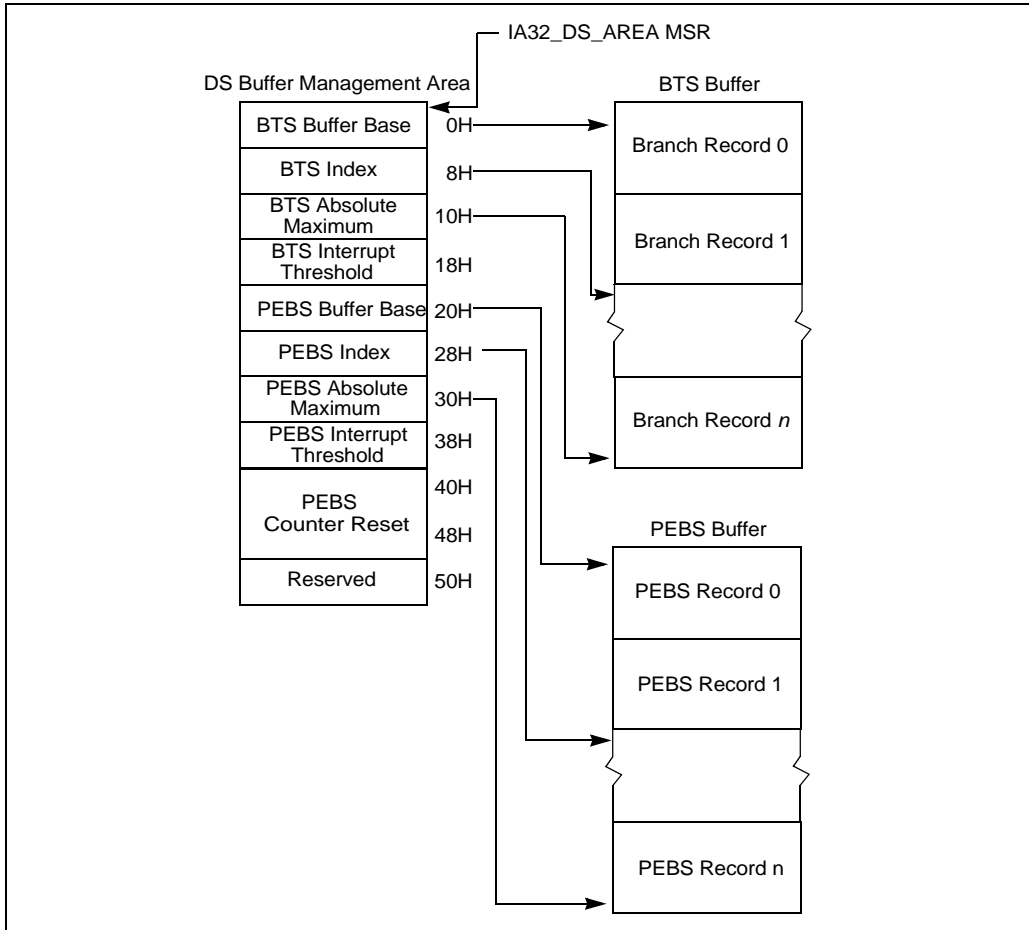 IA32_DS_AREA MSR
DS Buffer Management Area
BTS Buffer Base 0H
BTS Index 8H
BTS Absolute
Maximum 10H
BTS Interrupt
Threshold 18H
PEBS Buffer Base 20H
PEBS Index 28H
PEBS Absolute
Maximum 30H
PEBS Interrupt
Threshold 38H
40H
PEBS
Counter Reset
48H
Reserved 50H
BTS Buffer
Branch Record 0
Branch Record 1
Branch Record n
PEBS Buffer
PEBS Record 0
PEBS Record 1
PEBS Record n